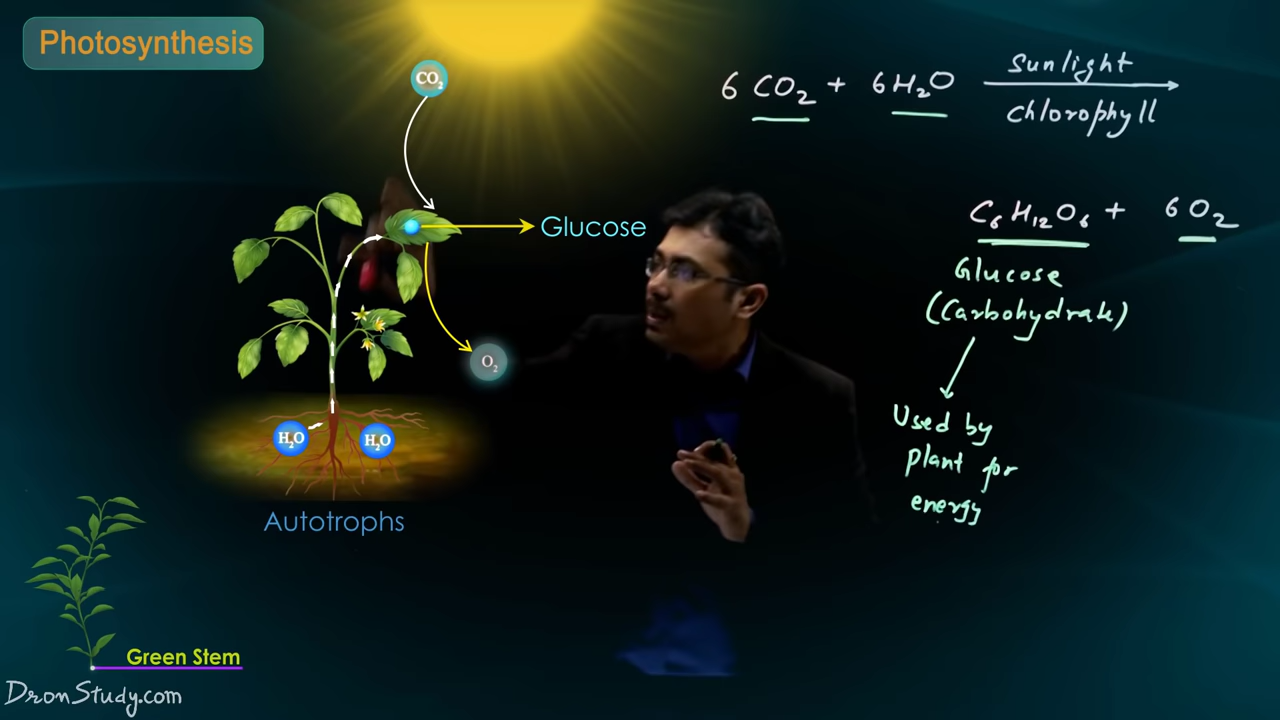 Photosynthesis
CO₂
6 CO₂ + 6H₂O sunlight
chlorophyll
C₆H₁₂O₆ + 6O₂
Glucose
Glucose
(Carbohydrate)
O₂
Used by
plant for
energy
H₂O H₂O
Autotrophs
Green Stem
DronStudy.com